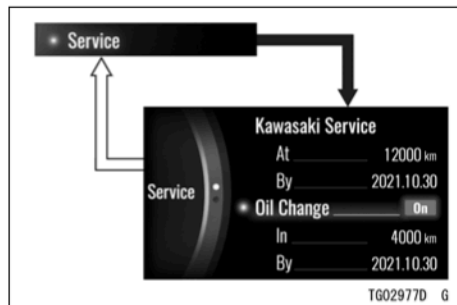 Service
Kawasaki Service
At 12000 km
By 2021.10.30
Service
Oil Change On
In 4000 km
By 2021.10.30
TG02977D G